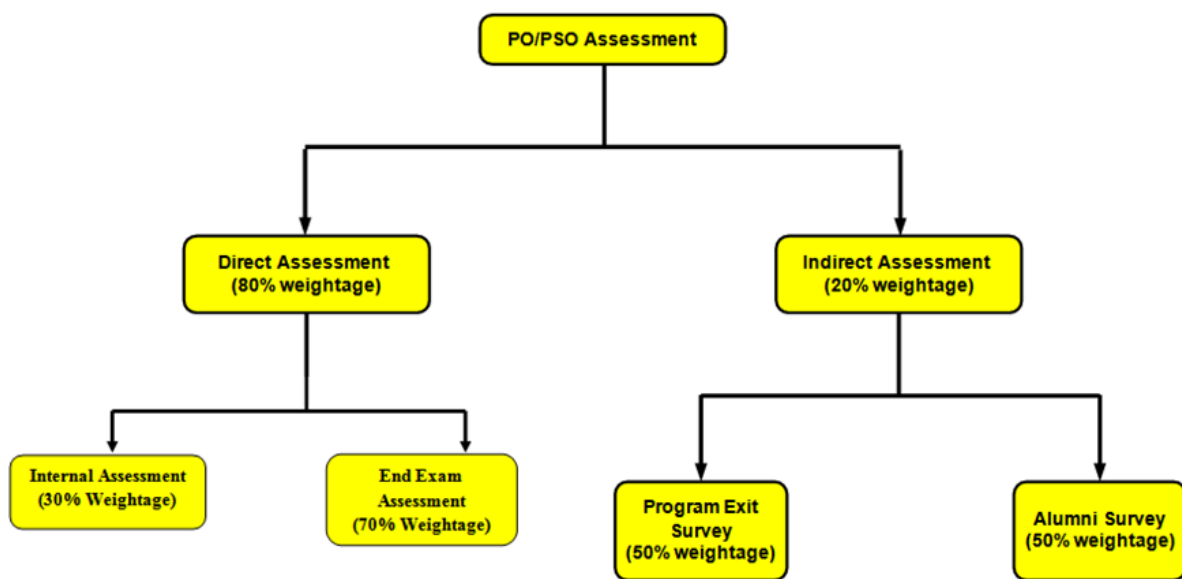 PO/PSO Assessment
Direct Assessment
(80% weightage)
Indirect Assessment
(20% weightage)
Internal Assessment
(30% Weightage)
End Exam
Assessment
(70% Weightage)
Program Exit
Survey
(50% weightage)
Alumni Survey
(50% weightage)